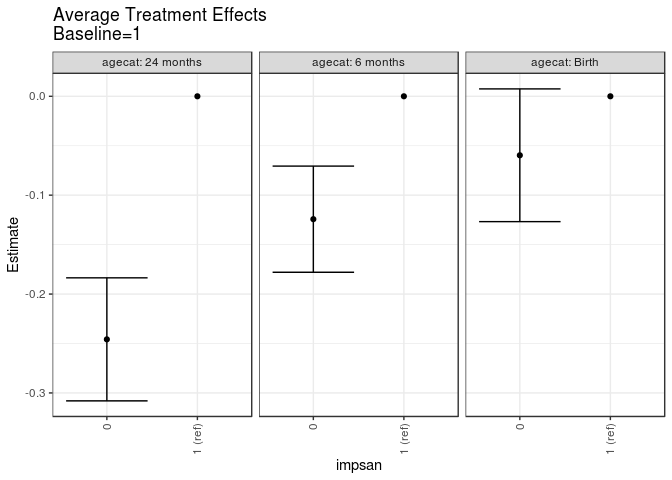 Average Treatment Effects
Baseline=1
agecat: 24 months
agecat: 6 months
agecat: Birth
Estimate
0.0
-0.1
-0.2
-0.3
0
1 (ref)
0
1 (ref)
0
1 (ref)
impsan